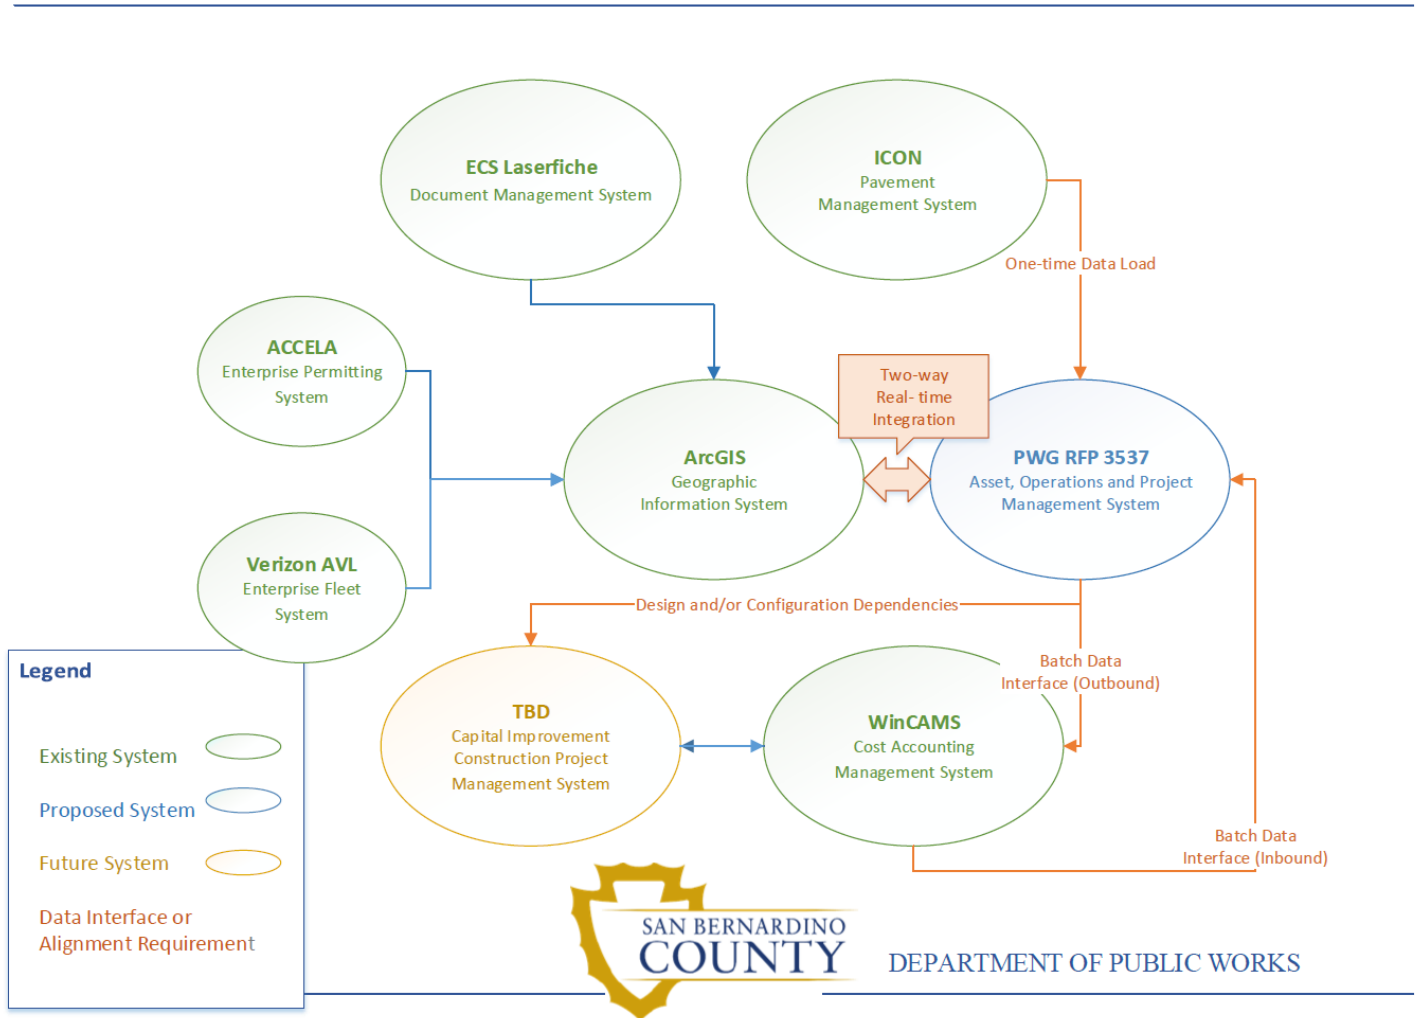 ECS Laserfiche
Document Management System
ICON
Pavement
Management System
One-time Data Load
ACCELA
Enterprise Permitting
System
Two-way
Real- time
Integration
ArcGIS
Geographic
Information System
PWG RFP 3537
Asset, Operations and Project
Management System
Verizon AVL
Enterprise Fleet
System
Design and/or Configuration Dependencies
Batch Data
Interface (Outbound)
TBD
Capital Improvement
Construction Project
Management System
WinCAMS
Cost Accounting
Management System
Batch Data
Interface (Inbound)
Legend
Existing System
Proposed System
Future System
Data Interface or
Alignment Requirement
SAN BERNARDINO
COUNTY
DEPARTMENT OF PUBLIC WORKS